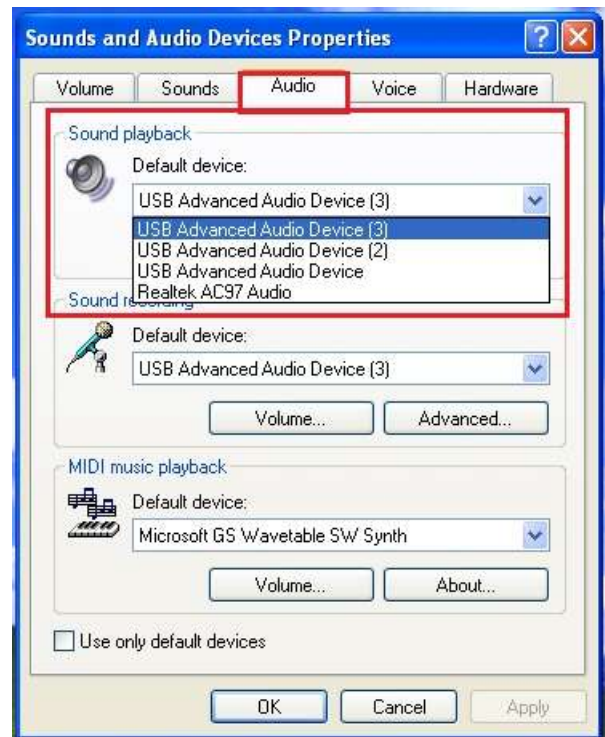 Sounds and Audio Devices Properties
Volume Sounds Audio Voice Hardware
Sound playback
Default device:
USB Advanced Audio Device (3)
USB Advanced Audio Device (3)
USB Advanced Audio Device (2)
USB Advanced Audio Device
Realtek AC97 Audio
Sound recording
Default device:
USB Advanced Audio Device (3)
Volume... Advanced...
MIDI music playback
Default device:
Microsoft GS Wavetable SW Synth
Volume... About...
Use only default devices
OK Cancel Apply